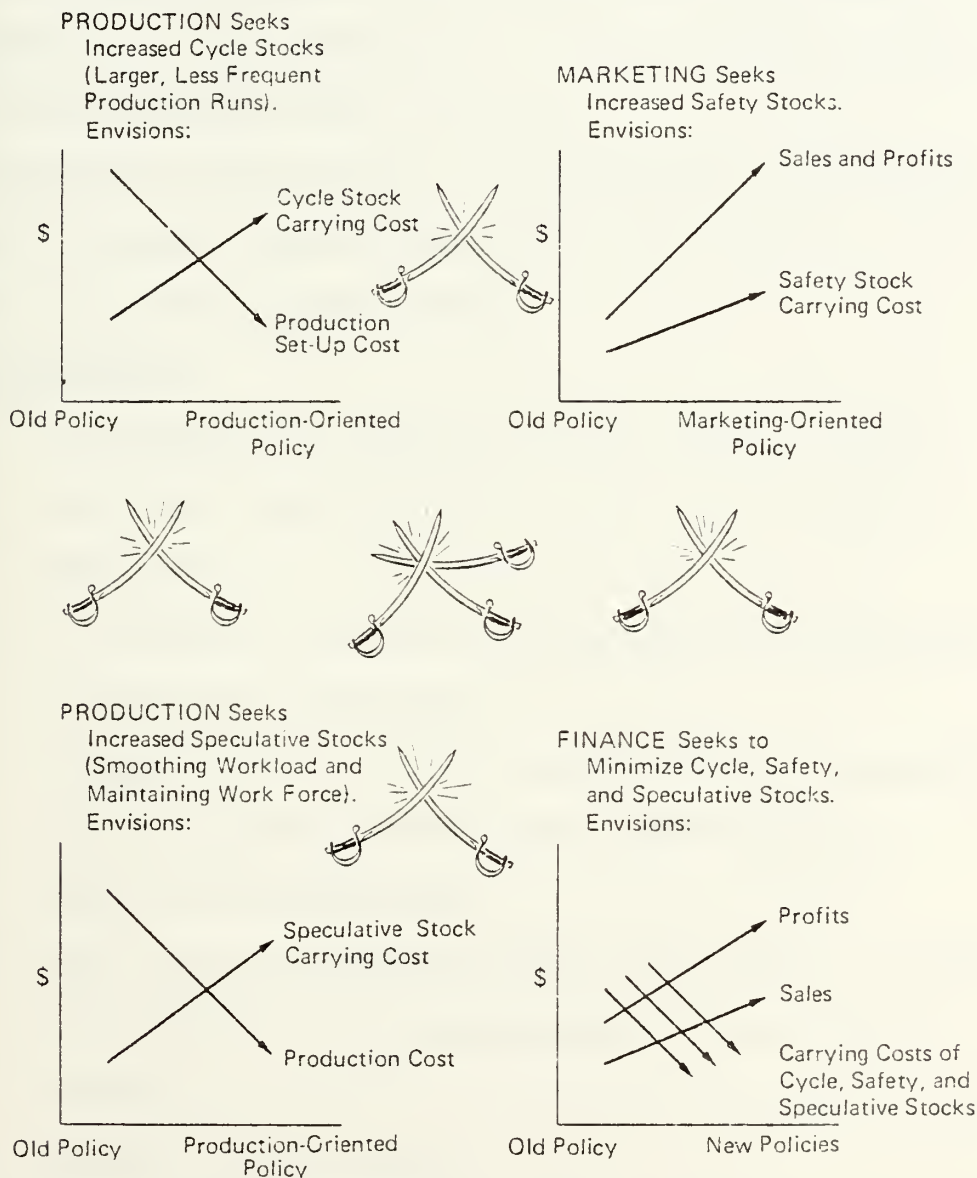 PRODUCTION Seeks
Increased Cycle Stocks
(Larger, Less Frequent
Production Runs).
Envisions:
$
Cycle Stock
Carrying Cost
Production
Set-Up Cost
Old Policy
Production-Oriented
Policy
MARKETING Seeks
Increased Safety Stocks.
Envisions:
$
Sales and Profits
Safety Stock
Carrying Cost
Old Policy
Marketing-Oriented
Policy
PRODUCTION Seeks
Increased Speculative Stocks
(Smoothing Workload and
Maintaining Work Force).
Envisions:
$
Speculative Stock
Carrying Cost
Production Cost
Old Policy
Production-Oriented
Policy
FINANCE Seeks to
Minimize Cycle, Safety,
and Speculative Stocks.
Envisions:
$
Profits
Sales
Carrying Costs of
Cycle, Safety, and
Speculative Stocks
Old Policy
New Policies